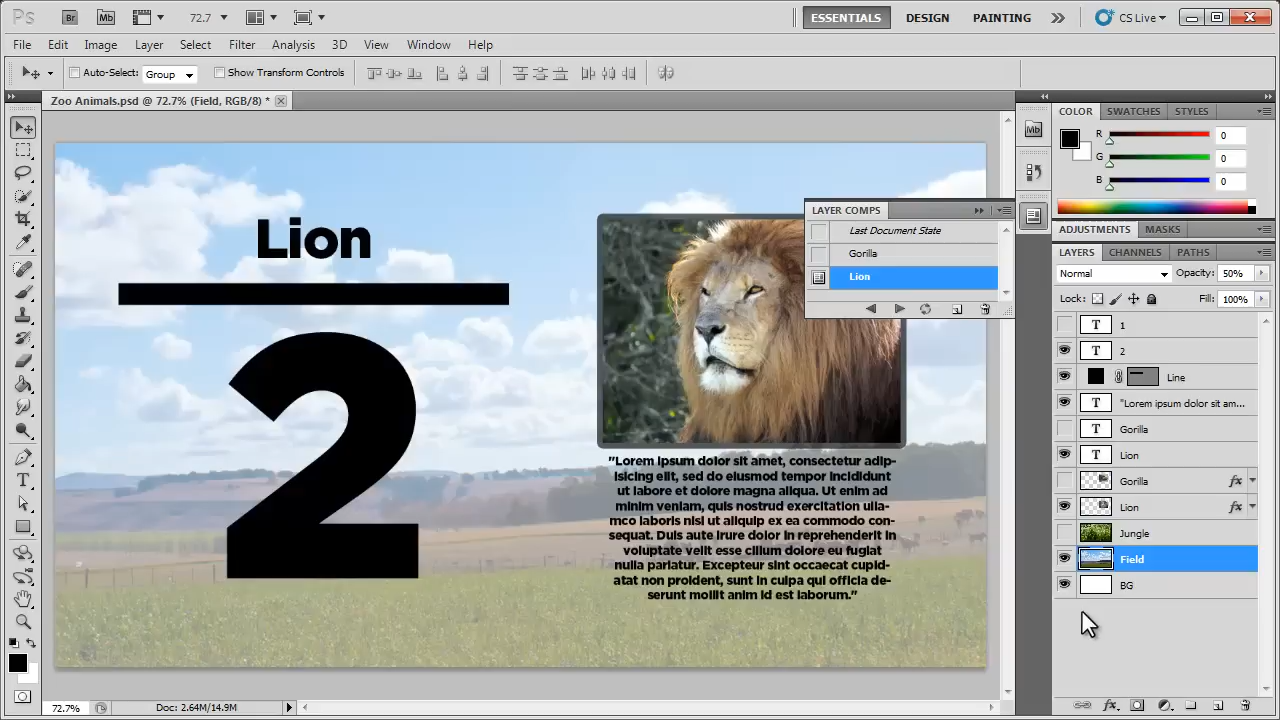 Ps Br Mb 72.7 ESSENTIALS DESIGN PAINTING CS Live
File Edit Image Layer Select Filter Analysis 3D View Window Help
Auto-Select: Group Show Transform Controls
Zoo Animals.psd @ 72.7% (Field, RGB/8) *
Lion
2
"Lorem ipsum dolor sit amet, consectetur adip-
isicing elit, sed do eiusmod tempor incididunt
ut labore et dolore magna aliqua. Ut enim ad
minim veniam, quis nostrud exercitation ulla-
mco laboris nisi ut aliquip ex ea commodo con-
sequat. Duis aute irure dolor in reprehenderit in
voluptate velit esse cillum dolore eu fugiat
nulla pariatur. Excepteur sint occaecat cupid-
atat non proident, sunt in culpa qui officia de-
serunt mollit anim id est laborum."
LAYER COMPS
Last Document State
Gorilla
Lion
Mb
COLOR SWATCHES STYLES
R 0
G 0
B 0
ADJUSTMENTS MASKS
LAYERS CHANNELS PATHS
Normal Opacity: 50%
Lock: Fill: 100%
T 1
T 2
Line
T "Lorem ipsum dolor sit am...
T Gorilla
T Lion
Gorilla fx
Lion fx
Jungle
Field
BG
72.7% Doc: 2.64M/14.9M